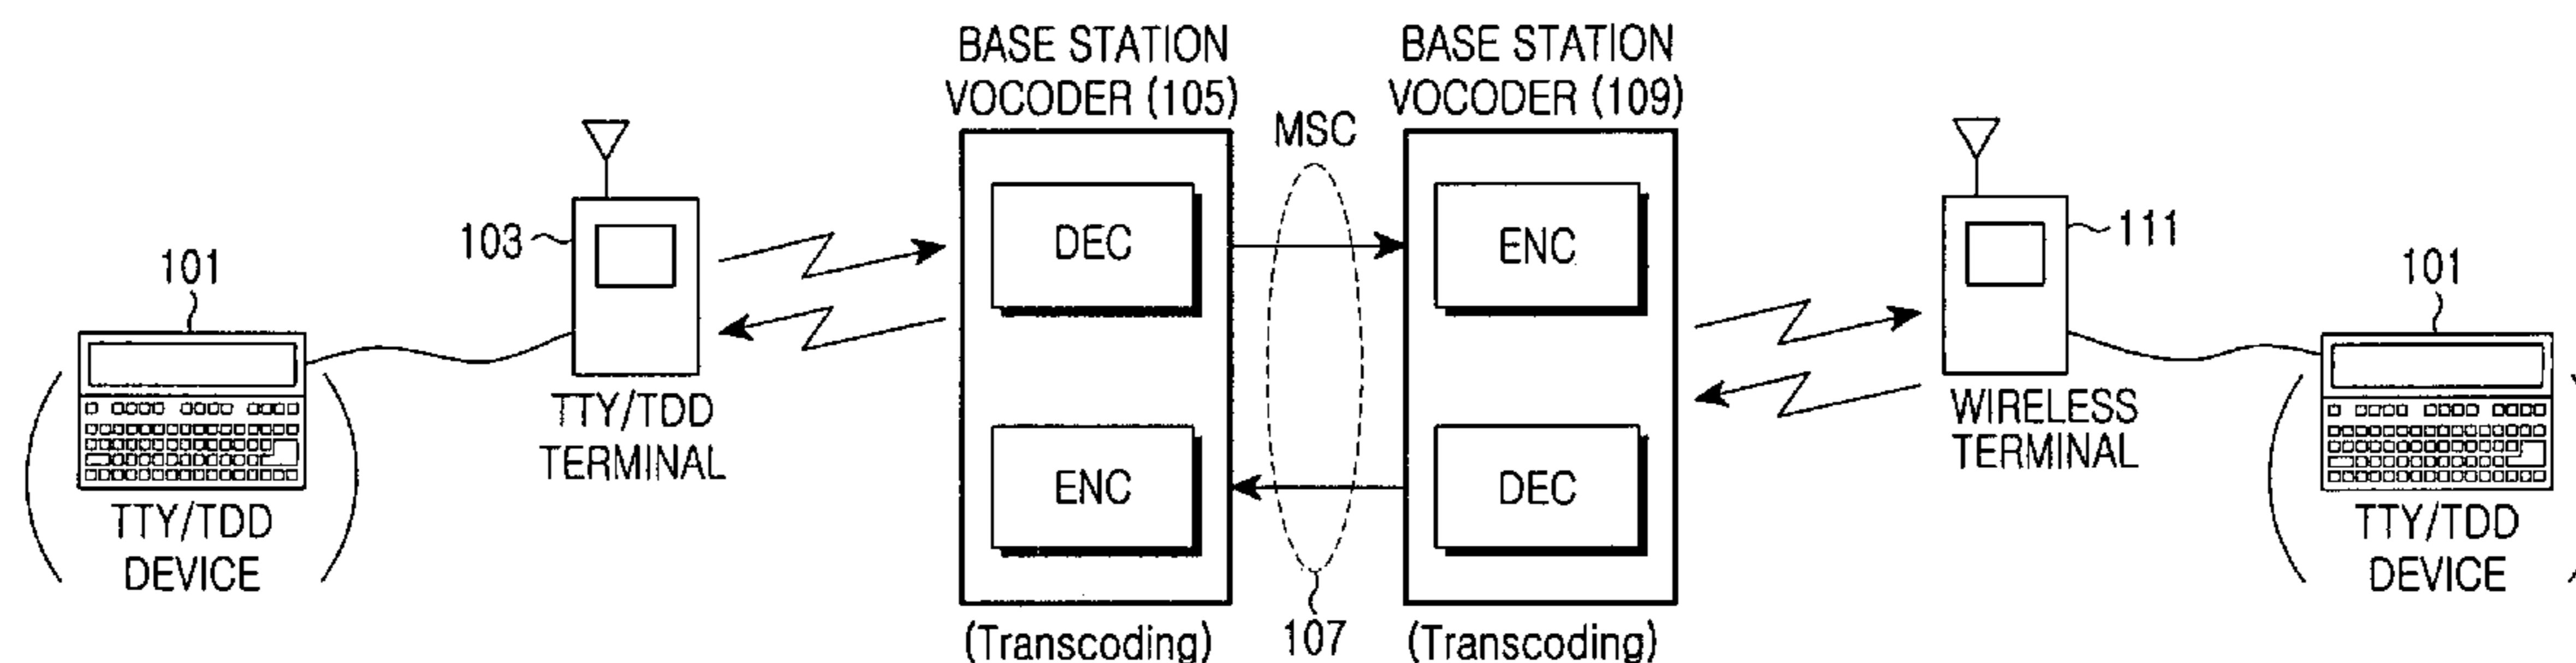 BASE STATION
VOCODER (105)
BASE STATION
VOCODER (109)
MSC
103
111
101
101
DEC
ENC
ENC
DEC
TTY/TDD
TERMINAL
WIRELESS
TERMINAL
TTY/TDD
DEVICE
TTY/TDD
DEVICE
(Transcoding)
107
(Transcoding)